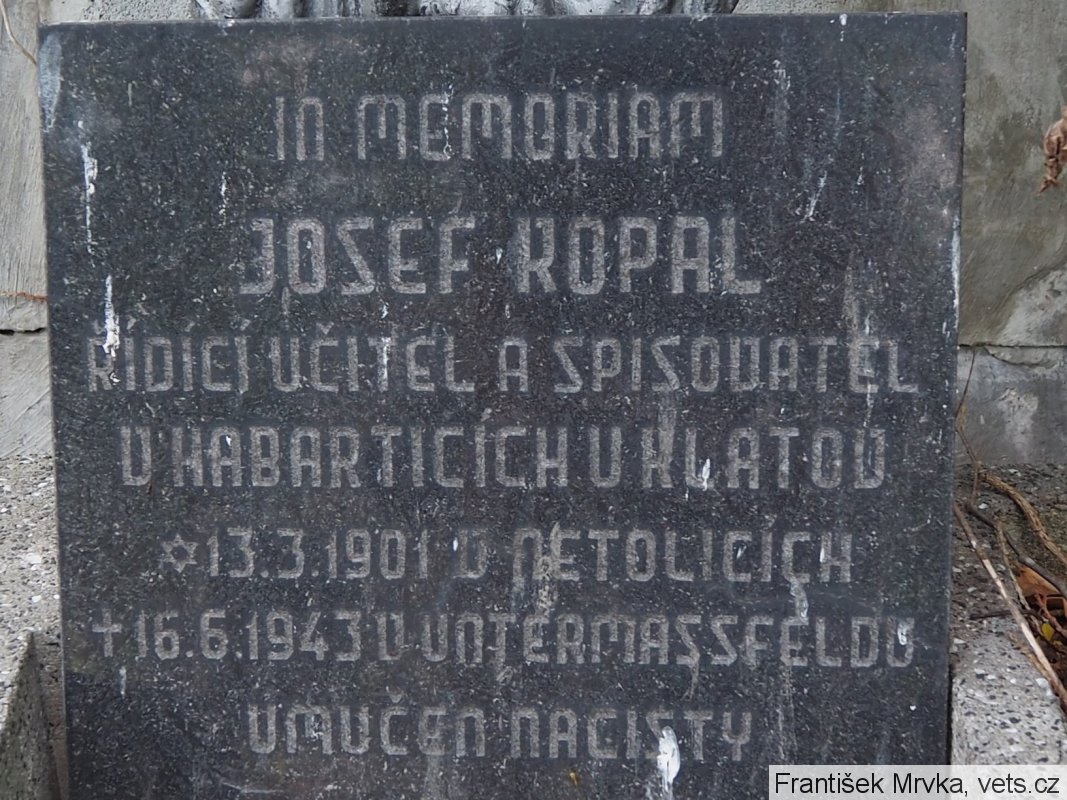 IN MEMORIAM
JOSEF KOPAL
ŘÍDÍCÍ UČITEL A SPISOVATEL
V HABARTICÍCH U KLATOV
✡ 13.3.1901 V NETOLICÍCH
✝ 16.6.1943 V UNTERMASSFELDU
UMUČEN NACISTY
František Mrvka, vets.cz